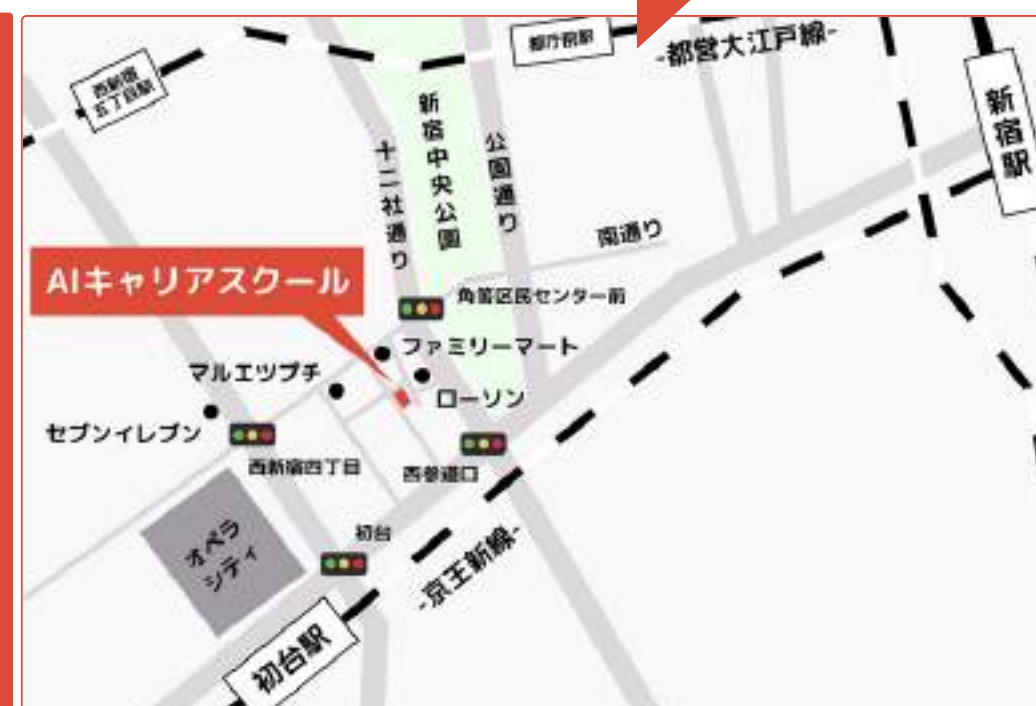 都庁前駅
-都営大江戸線-
西新宿
五丁目駅
新宿駅
新宿中央公園
十二社通り
公園通り
南通り
AIキャリアスクール
角筈区民センター前
ファミリーマート
マルエツプチ
ローソン
セブンイレブン
西新宿四丁目
西参道口
オペラ
シティ
初台
-京王新線-
初台駅